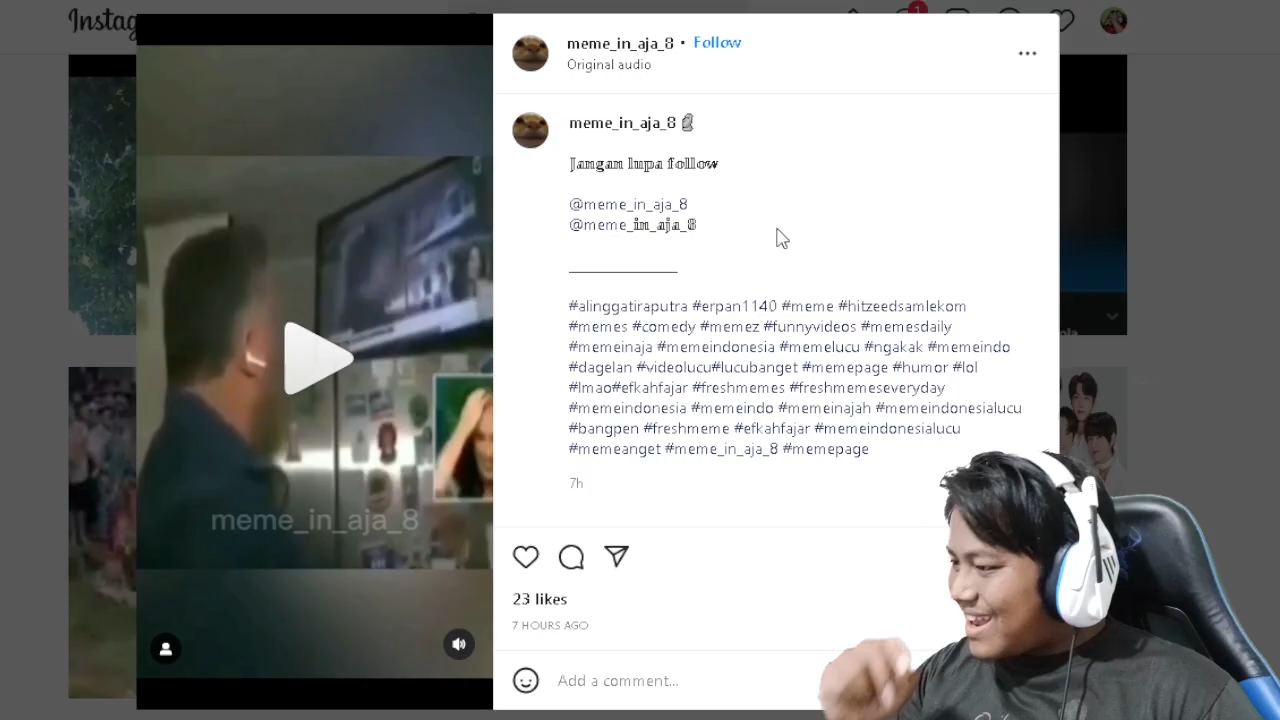 Instag
1
meme_in_aja_8 • Follow
Original audio
meme_in_aja_8 🗿
Jangan lupa follow
@meme_in_aja_8
@meme_in_aja_8
#alinggatiraputra #erpan1140 #meme #hitzeedsamlekom
#memes #comedy #memez #funnyvideos #memesdaily
#memeinaja #memeindonesia #memelucu #ngakak #memeindo
#dagelan #videolucu#lucubanget #memepage #humor #lol
#lmao#efkahfajar #freshmemes #freshmemeseveryday
#memeindonesia #memeindo #memeinajah #memeindonesialucu
#bangpen #freshmeme #efkahfajar #memeindonesialucu
#memeanget #meme_in_aja_8 #memepage
7h
meme_in_aja_8
23 likes
7 HOURS AGO
Add a comment...